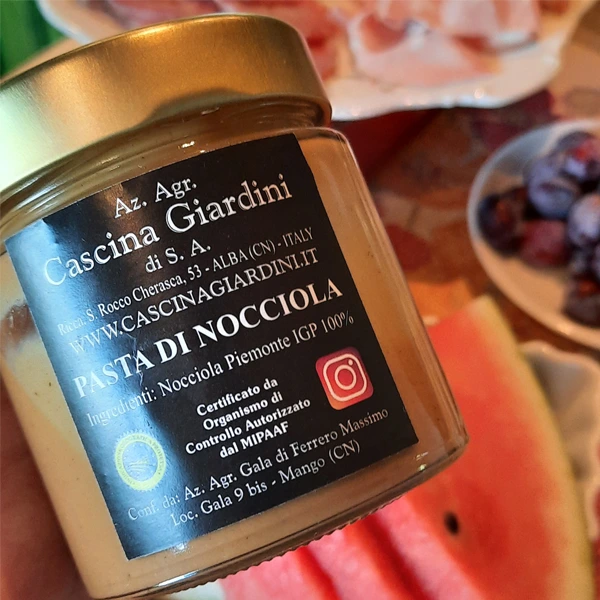 Az. Agr.
Cascina Giardini
di S. A.
Fraz. S. Rocco Cherasca, 53 - ALBA (CN) - ITALY
WWW.CASCINAGIARDINI.IT
PASTA DI NOCCIOLA
Ingredienti: Nocciola Piemonte IGP 100%
Certificato da
Organismo di
Controllo Autorizzato
dal MIPAAF
Conf. da: Az. Agr. Gala di Ferrero Massimo
Loc. Gala 9 bis - Mango (CN)